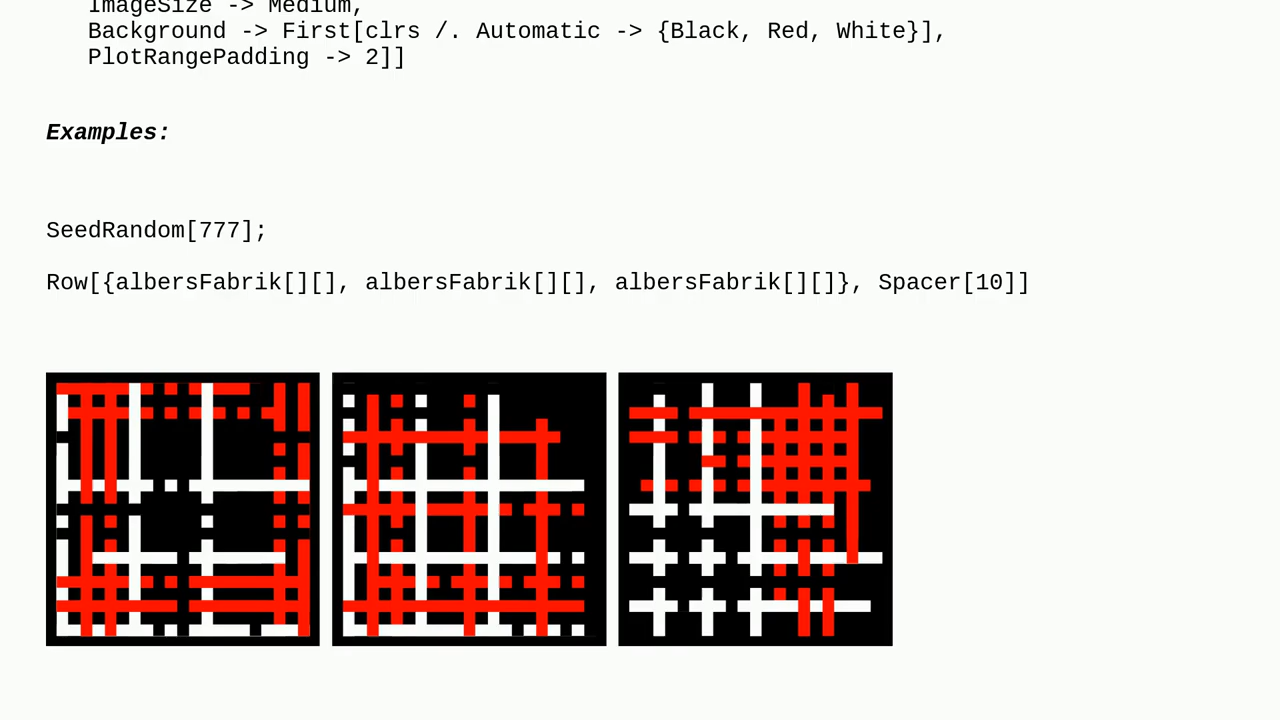 ImageSize -> Medium,
Background -> First[clrs /. Automatic -> {Black, Red, White}],
PlotRangePadding -> 2]]
Examples:
SeedRandom[777];
Row[{albersFabrik[][], albersFabrik[][], albersFabrik[][]}, Spacer[10]]